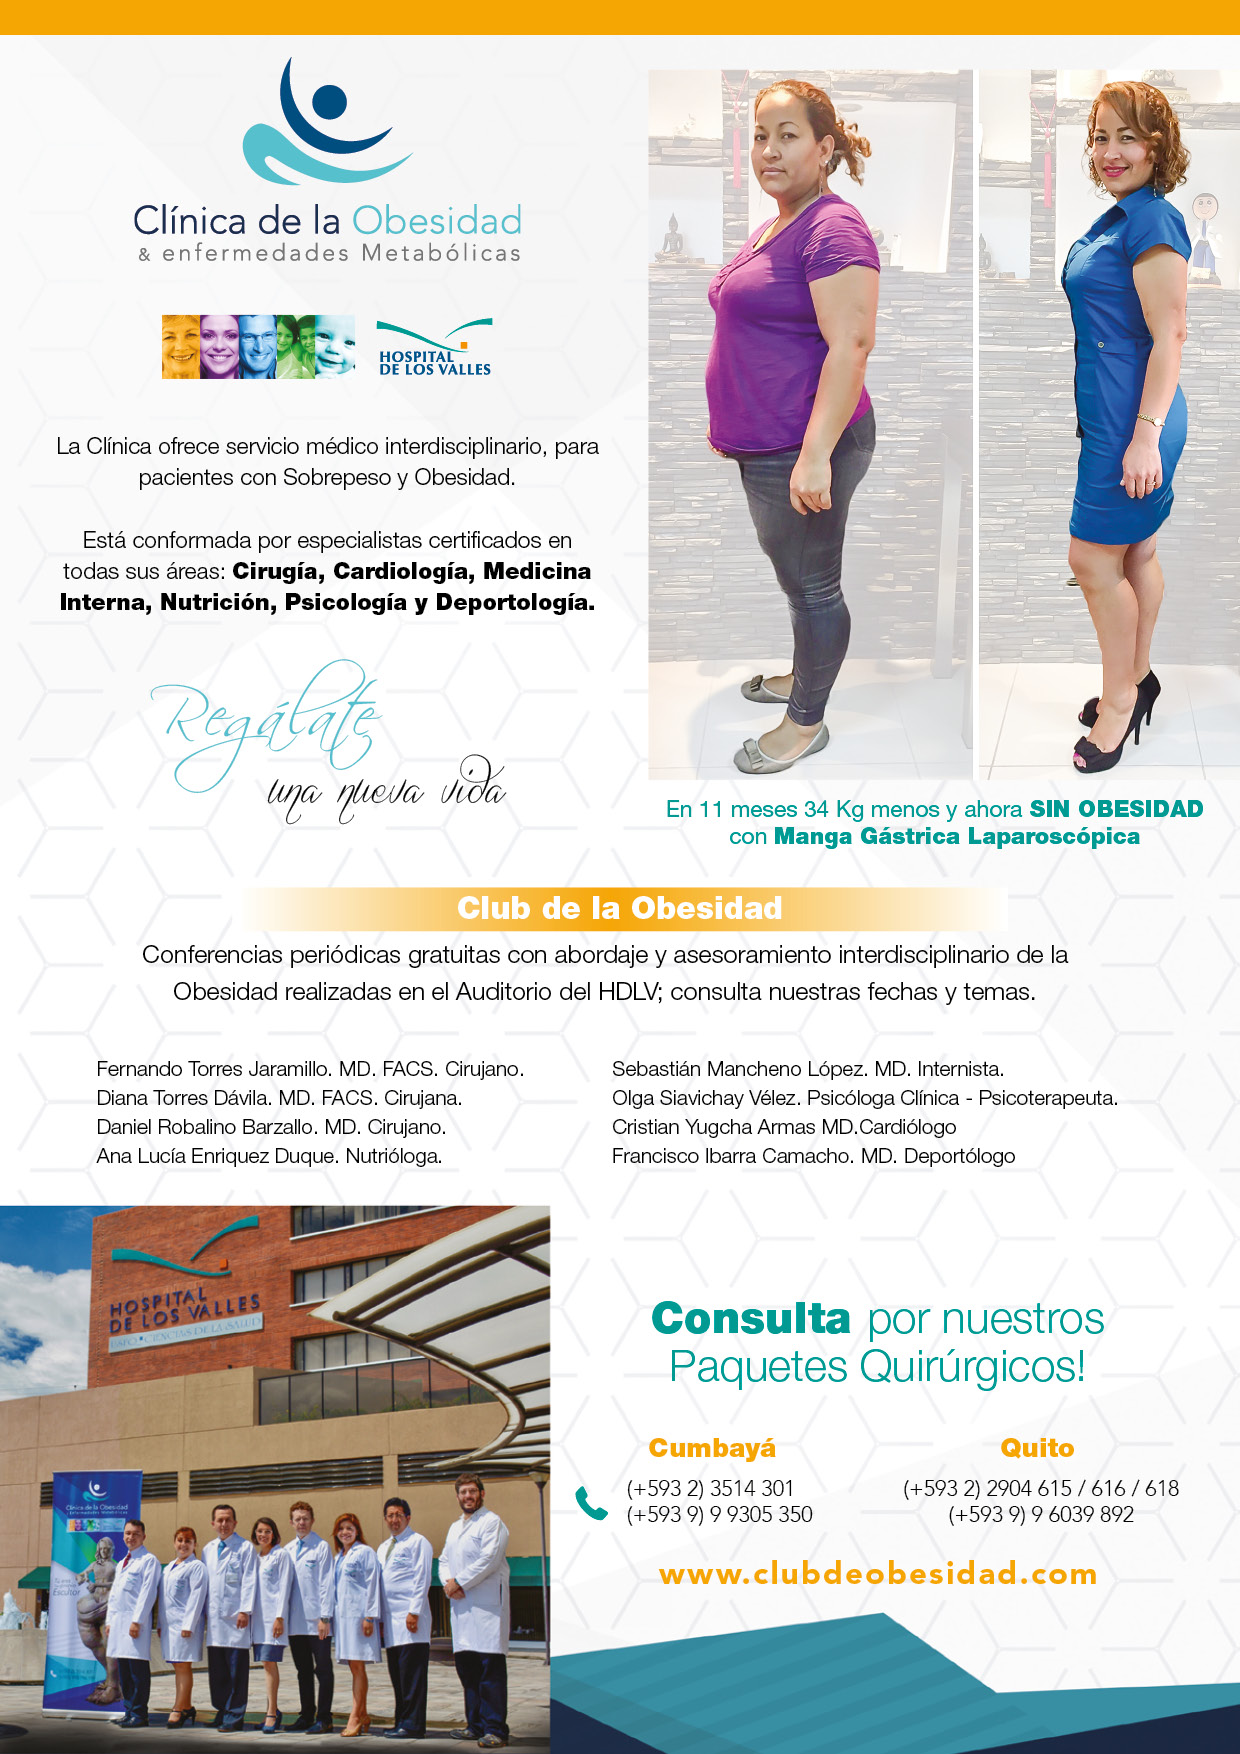 Clínica de la Obesidad
& enfermedades Metabólicas
HOSPITAL
DE LOS VALLES
La Clínica ofrece servicio médico interdisciplinario, para
pacientes con Sobrepeso y Obesidad.
Está conformada por especialistas certificados en
todas sus áreas: Cirugía, Cardiología, Medicina
Interna, Nutrición, Psicología y Deportología.
Regálate
una nueva vida
En 11 meses 34 Kg menos y ahora SIN OBESIDAD
con Manga Gástrica Laparoscópica
Club de la Obesidad
Conferencias periódicas gratuitas con abordaje y asesoramiento interdisciplinario de la
Obesidad realizadas en el Auditorio del HDLV; consulta nuestras fechas y temas.
Fernando Torres Jaramillo. MD. FACS. Cirujano.
Diana Torres Dávila. MD. FACS. Cirujana.
Daniel Robalino Barzallo. MD. Cirujano.
Ana Lucía Enriquez Duque. Nutrióloga.
Sebastián Mancheno López. MD. Internista.
Olga Siavichay Vélez. Psicóloga Clínica - Psicoterapeuta.
Cristian Yugcha Armas MD.Cardiólogo
Francisco Ibarra Camacho. MD. Deportólogo
HOSPITAL
DE LOS VALLES
CIENCIAS DE LA SALUD
Clínica de la Obesidad
Consulta por nuestros
Paquetes Quirúrgicos!
Cumbayá
(+593 2) 3514 301
(+593 9) 9 9305 350
Quito
(+593 2) 2904 615 / 616 / 618
(+593 9) 9 6039 892
www.clubdeobesidad.com